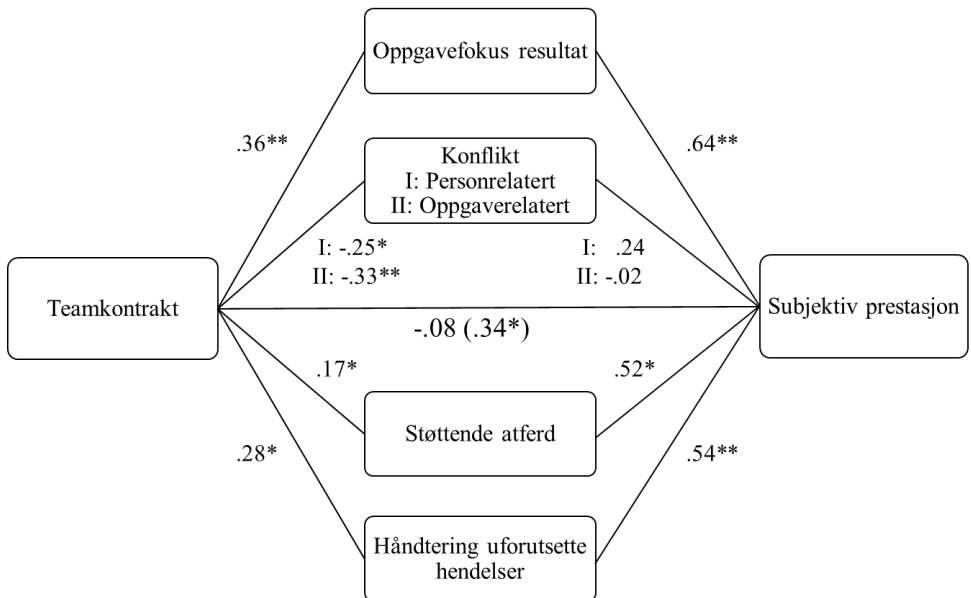 Oppgavefokus resultat
.36**
.64**
Konflikt
I: Personrelatert
II: Oppgaverelatert
I: -.25*
II: -.33**
I: .24
II: -.02
Teamkontrakt
Subjektiv prestasjon
-.08 (.34*)
.17*
.52*
Støttende atferd
.28*
.54**
Håndtering uforutsette
hendelser